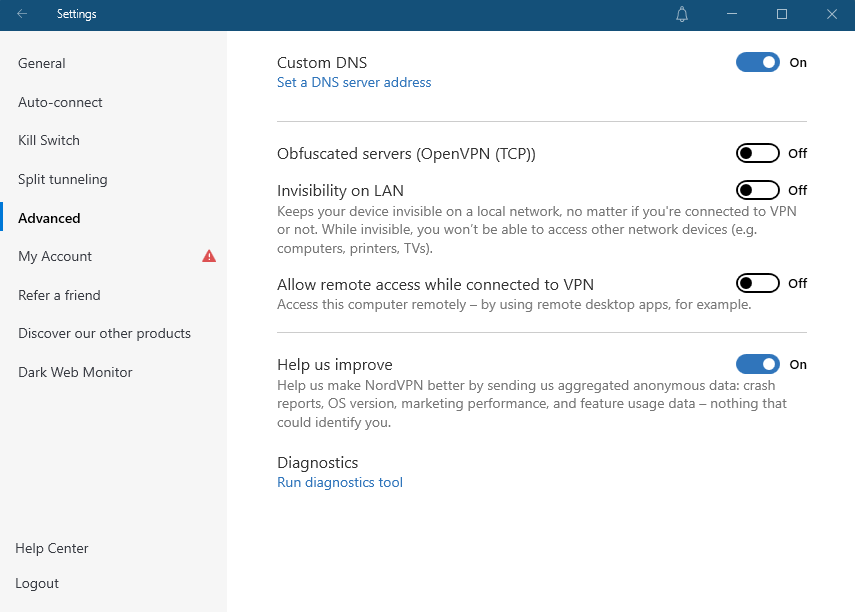 Settings
General
Auto-connect
Kill Switch
Split tunneling
Advanced
My Account
Refer a friend
Discover our other products
Dark Web Monitor
Help Center
Logout
Custom DNS On
Set a DNS server address
Obfuscated servers (OpenVPN (TCP)) Off
Invisibility on LAN Off
Keeps your device invisible on a local network, no matter if you're connected to VPN
or not. While invisible, you won't be able to access other network devices (e.g.
computers, printers, TVs).
Allow remote access while connected to VPN Off
Access this computer remotely – by using remote desktop apps, for example.
Help us improve On
Help us make NordVPN better by sending us aggregated anonymous data: crash
reports, OS version, marketing performance, and feature usage data – nothing that
could identify you.
Diagnostics
Run diagnostics tool